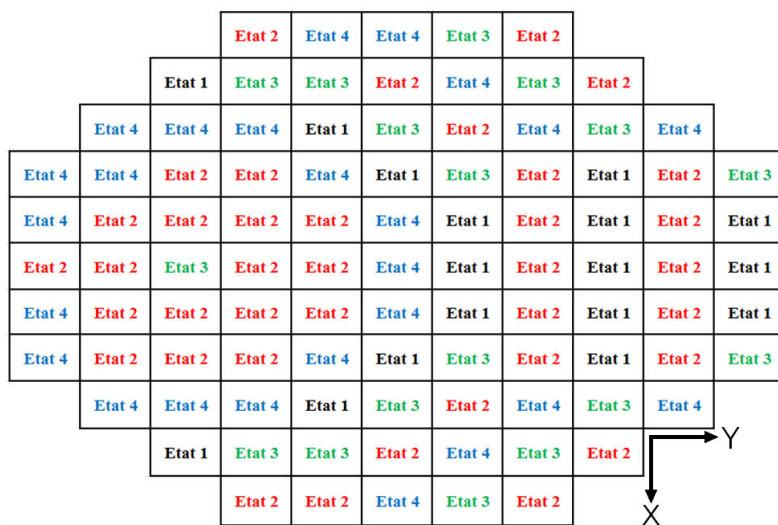 Etat 2 Etat 4 Etat 4 Etat 3 Etat 2
Etat 1 Etat 3 Etat 3 Etat 2 Etat 4 Etat 3 Etat 2
Etat 4 Etat 4 Etat 4 Etat 1 Etat 3 Etat 2 Etat 4 Etat 3 Etat 4
Etat 4 Etat 4 Etat 2 Etat 2 Etat 4 Etat 1 Etat 3 Etat 2 Etat 1 Etat 2 Etat 3
Etat 4 Etat 2 Etat 2 Etat 2 Etat 2 Etat 4 Etat 1 Etat 2 Etat 1 Etat 2 Etat 1
Etat 2 Etat 2 Etat 3 Etat 2 Etat 2 Etat 4 Etat 1 Etat 2 Etat 1 Etat 2 Etat 1
Etat 4 Etat 2 Etat 2 Etat 2 Etat 2 Etat 4 Etat 1 Etat 2 Etat 1 Etat 2 Etat 1
Etat 4 Etat 2 Etat 2 Etat 2 Etat 4 Etat 1 Etat 3 Etat 2 Etat 1 Etat 2 Etat 3
Etat 4 Etat 4 Etat 4 Etat 1 Etat 3 Etat 2 Etat 4 Etat 3 Etat 4
Etat 1 Etat 3 Etat 3 Etat 2 Etat 4 Etat 3 Etat 2
Y
Etat 2 Etat 2 Etat 4 Etat 3 Etat 2
X